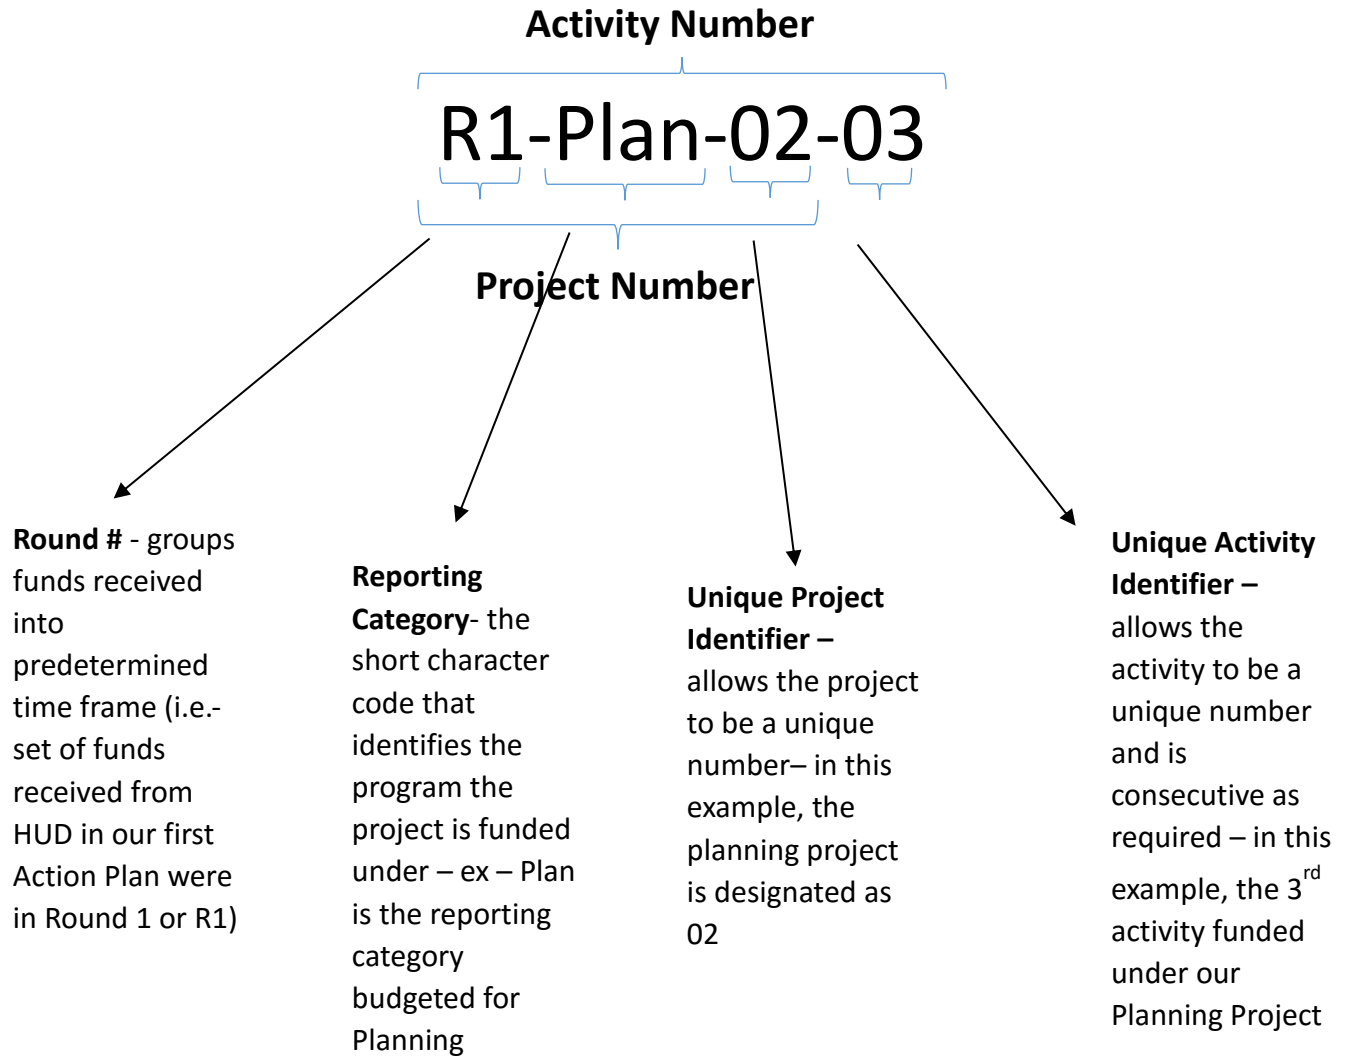 Activity Number
R1-Plan-02-03
Project Number
Round # - groups
funds received
into
predetermined
time frame (i.e.-
set of funds
received from
HUD in our first
Action Plan were
in Round 1 or R1)
Reporting
Category- the
short character
code that
identifies the
program the
project is funded
under – ex – Plan
is the reporting
category
budgeted for
Planning
Unique Project
Identifier –
allows the project
to be a unique
number– in this
example, the
planning project
is designated as
02
Unique Activity
Identifier –
allows the
activity to be a
unique number
and is
consecutive as
required – in this
example, the 3rd
activity funded
under our
Planning Project